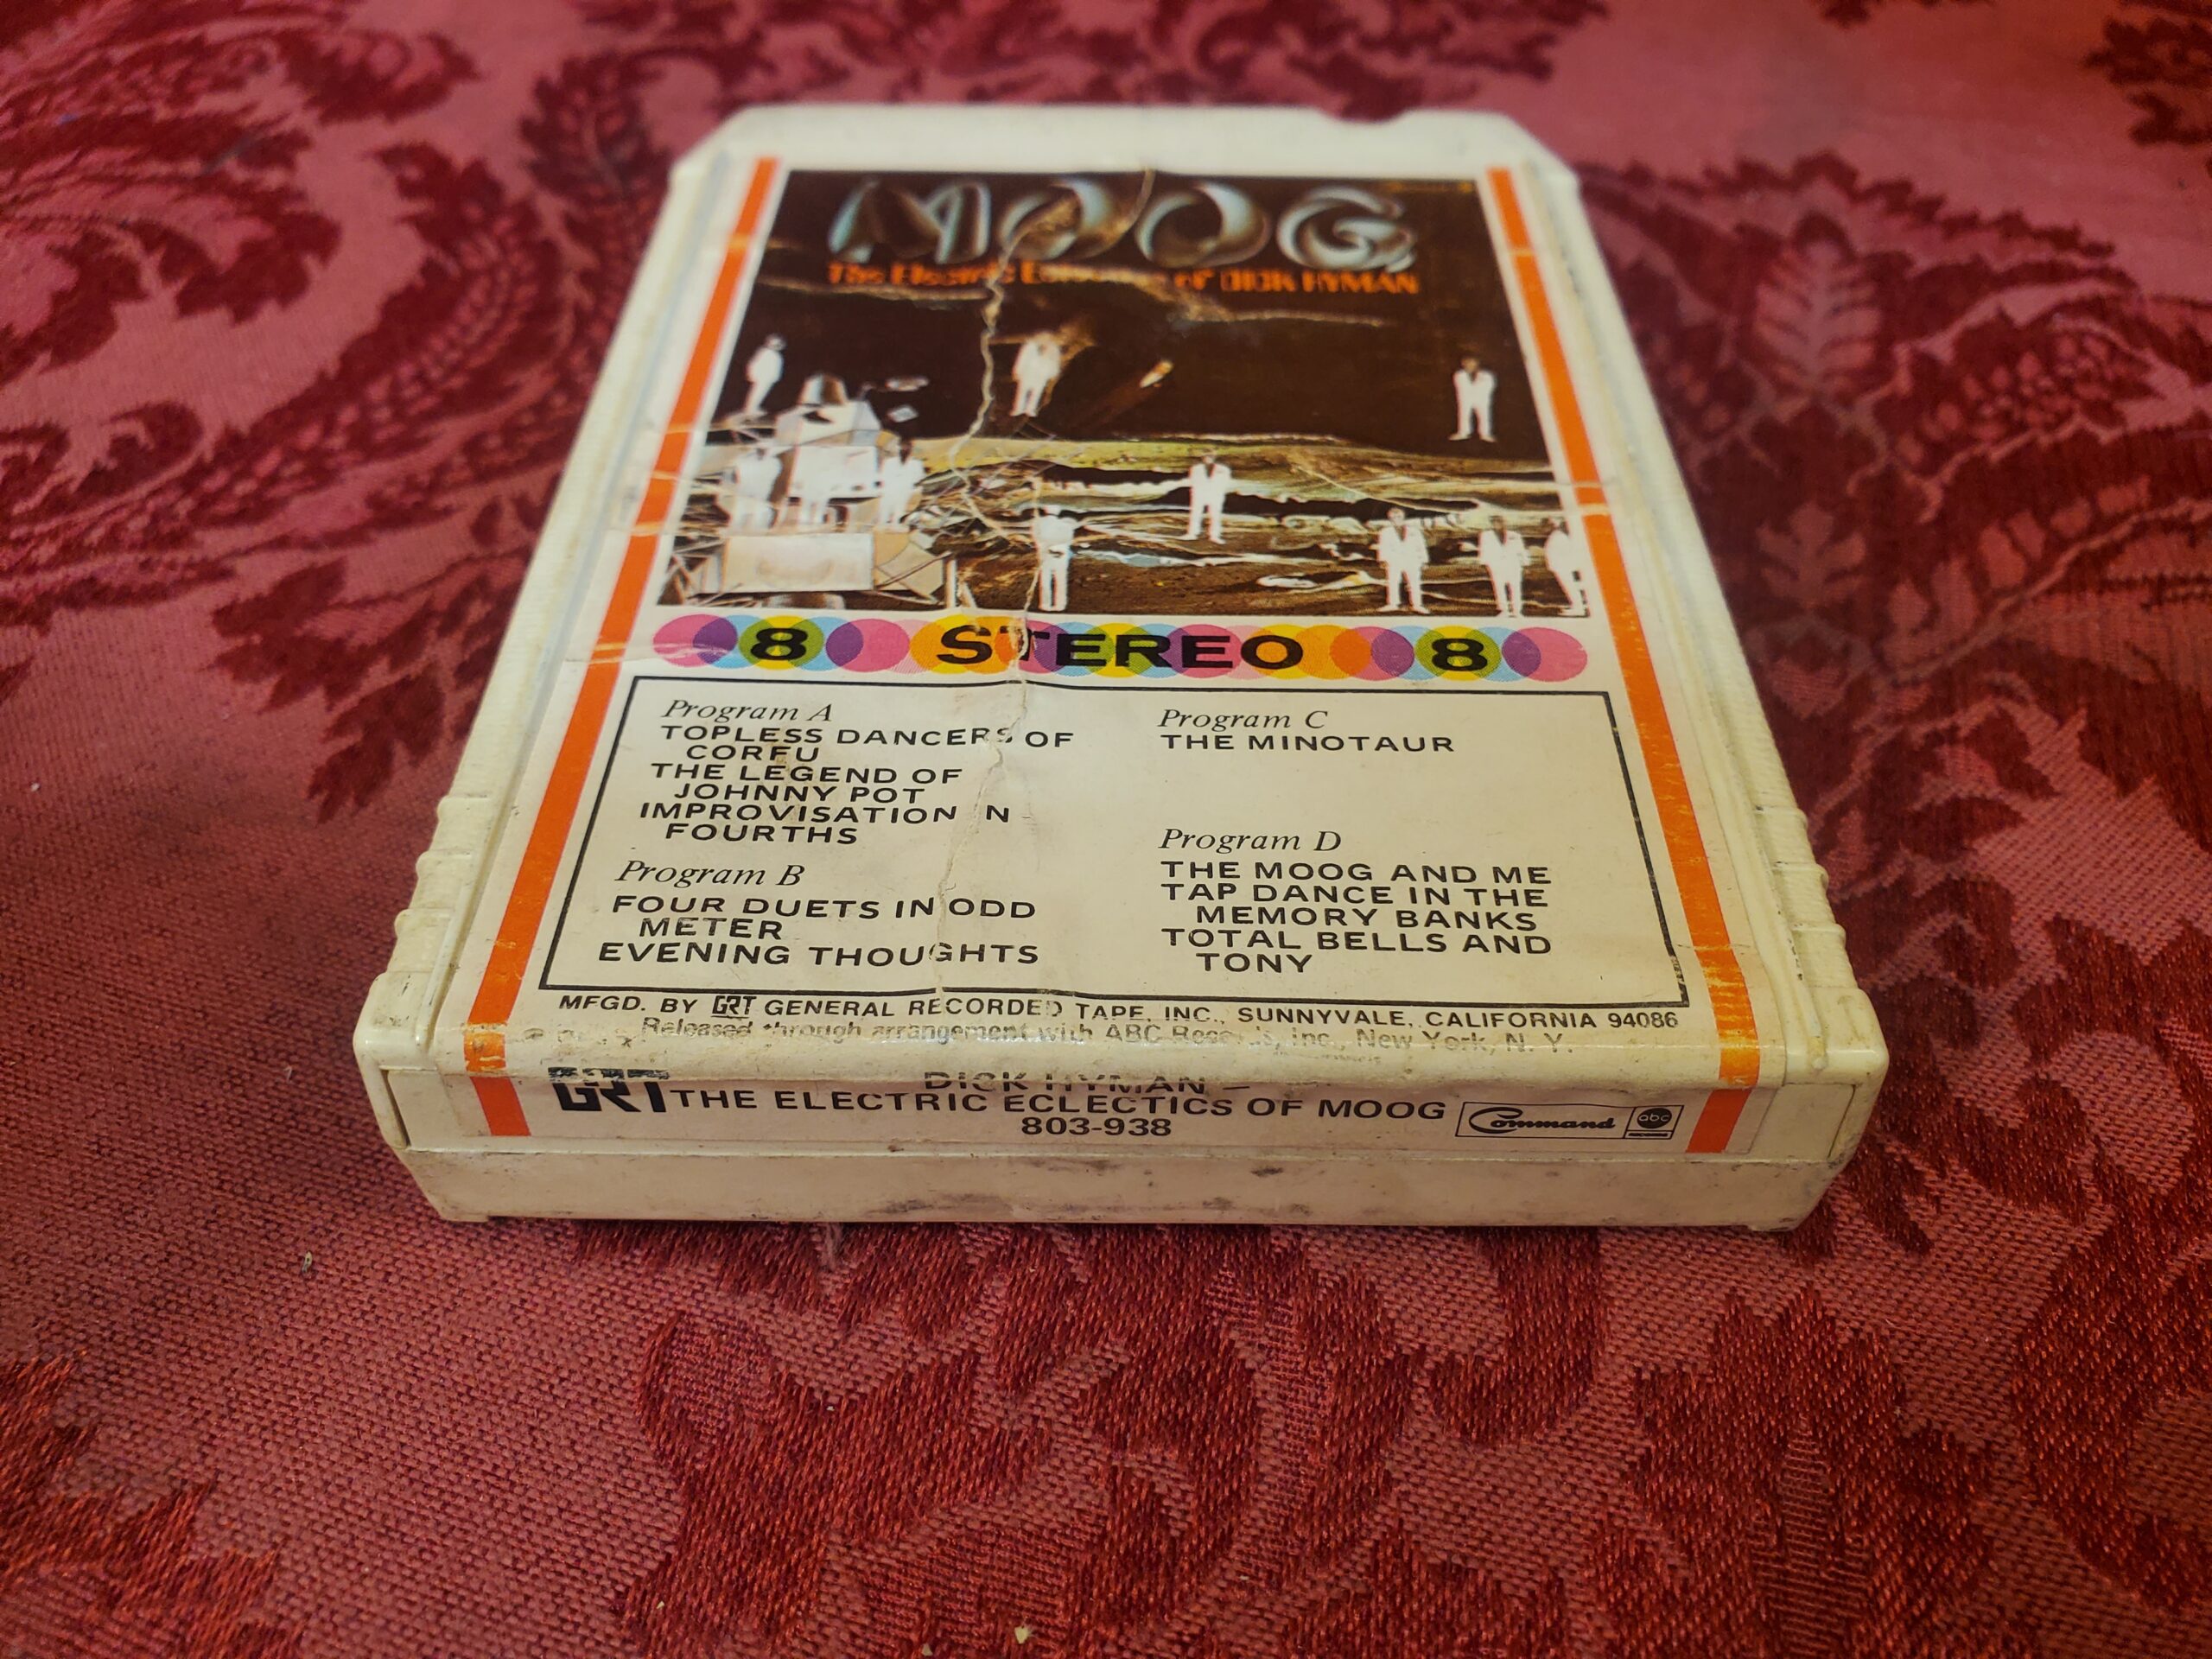 MOOG
The Electric Eclectics of DICK HYMAN
8 STEREO 8
Program A
TOPLESS DANCERS OF
CORFU
THE LEGEND OF
JOHNNY POT
IMPROVISATION N
FOURTHS
Program B
FOUR DUETS IN ODD
METER
EVENING THOUGHTS
Program C
THE MINOTAUR
Program D
THE MOOG AND ME
TAP DANCE IN THE
MEMORY BANKS
TOTAL BELLS AND
TONY
MFGD. BY GRT GENERAL RECORDED TAPE, INC., SUNNYVALE, CALIFORNIA 94086
Released through arrangement with ABC Records, Inc., New York, N. Y.
DICK HYMAN –
GRT THE ELECTRIC ECLECTICS OF MOOG Command abc
803-938